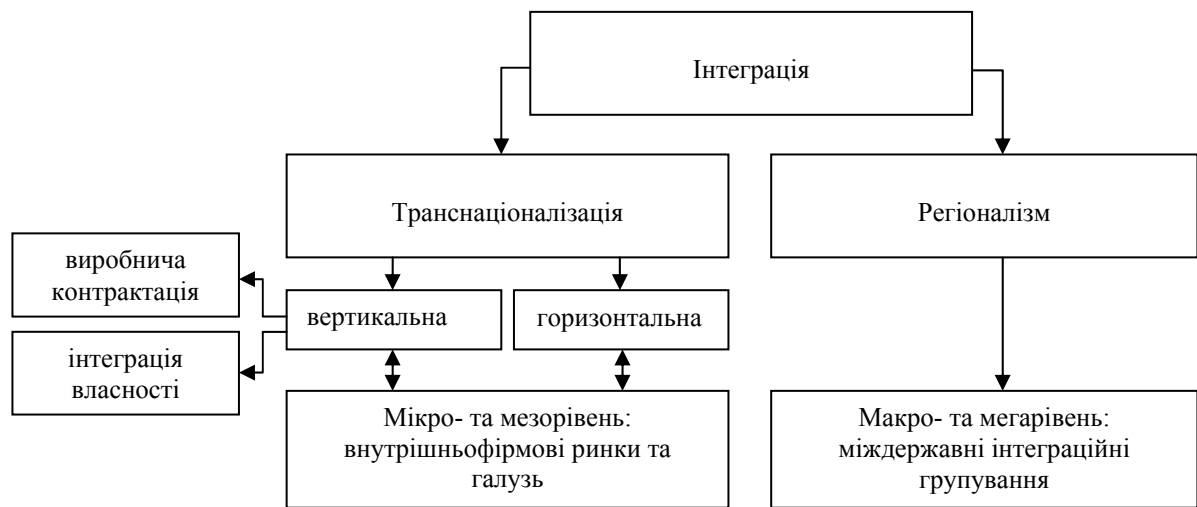 Інтеграція
Транснаціоналізація
Регіоналізм
виробнича
контрактація
вертикальна
горизонтальна
інтеграція
власності
Мікро- та мезорівень:
внутрішньофірмові ринки та
галузь
Макро- та мегарівень:
міждержавні інтеграційні
групування